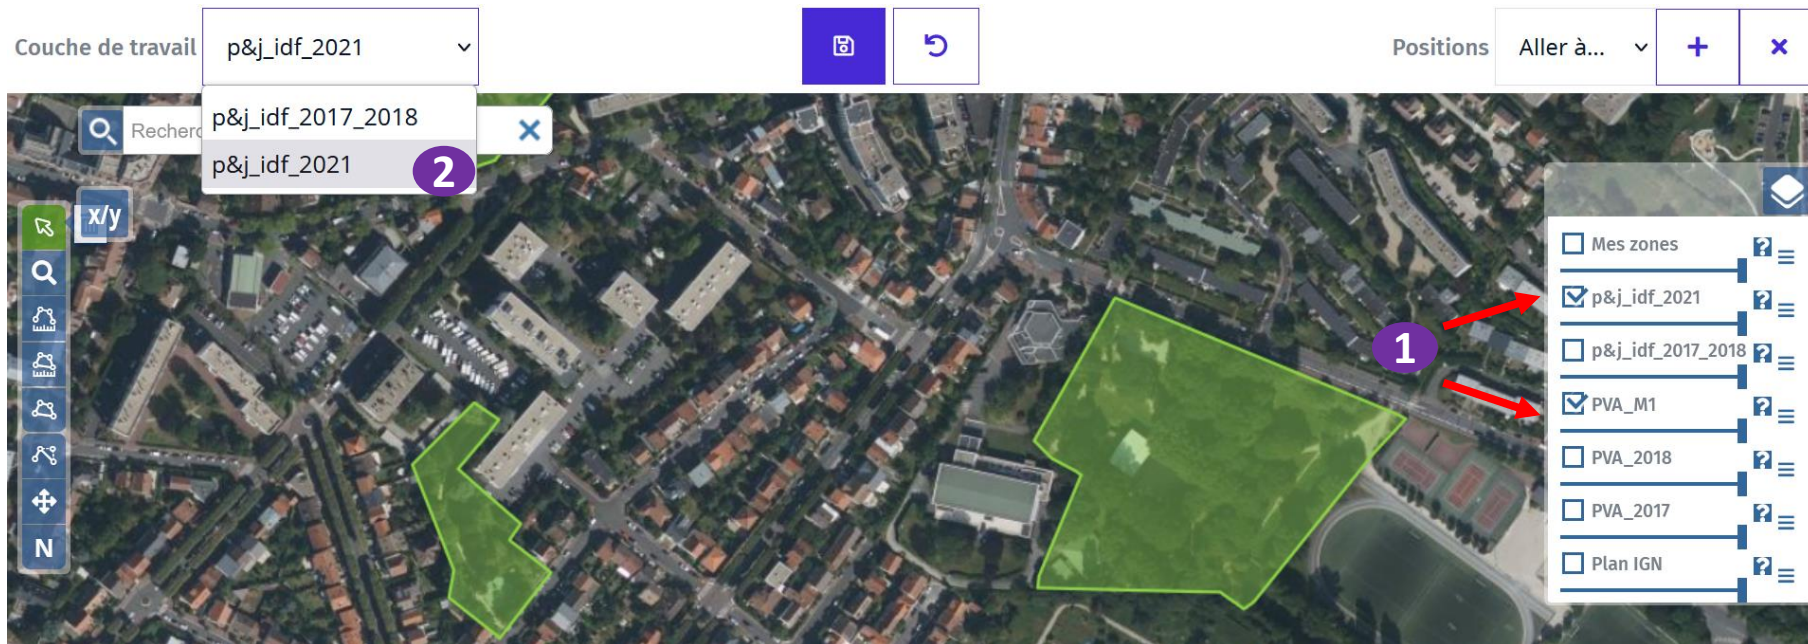 Couche de travail
p&j_idf_2021
Positions
Aller à...
p&j_idf_2017_2018
Recherc
p&j_idf_2021
2
x/y
N
Mes zones
p&j_idf_2021
1
p&j_idf_2017_2018
PVA_M1
PVA_2018
PVA_2017
Plan IGN